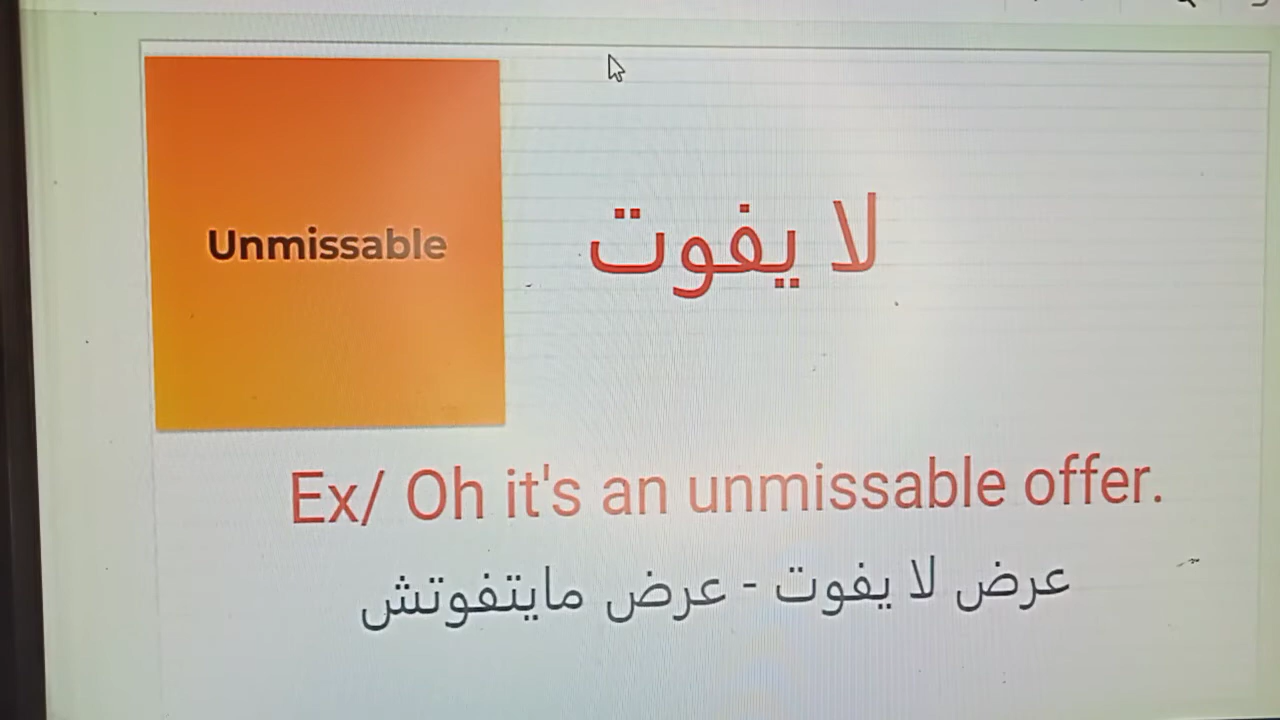 Unmissable
لا يفوت
Ex/ Oh it's an unmissable offer.
عرض لا يفوت - عرض مايتفوتش